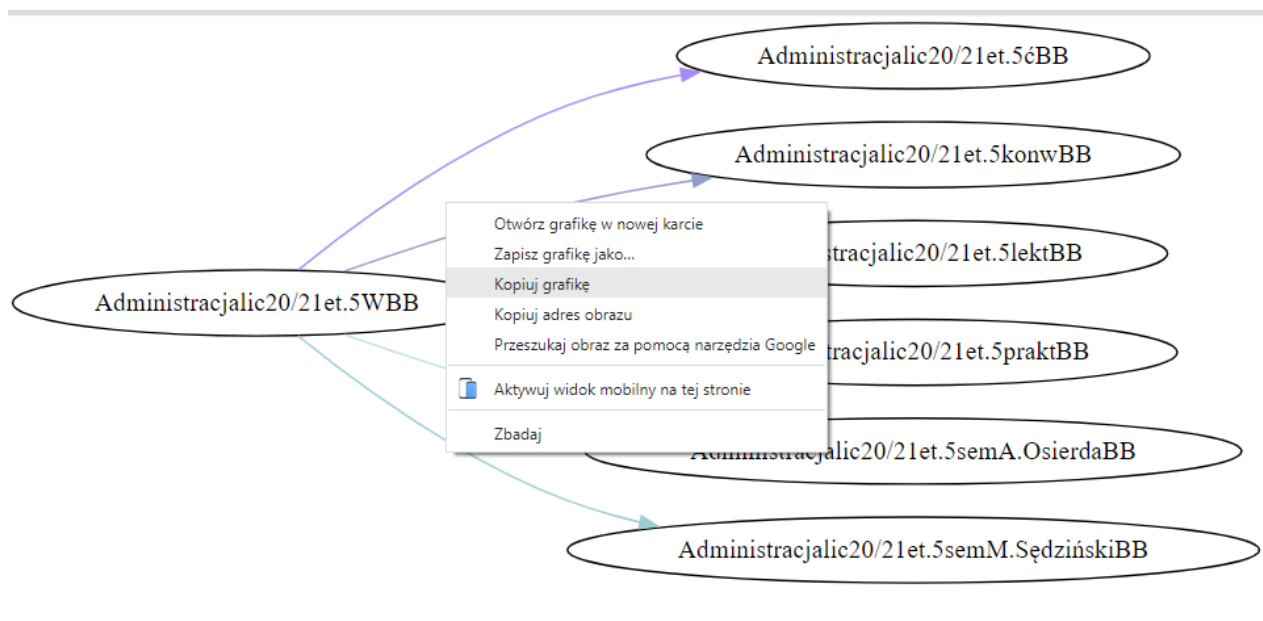 Administracjalic20/21et.5ćBB
Administracjalic20/21et.5konwBB
Otwórz grafikę w nowej karcie
Zapisz grafikę jako...
stracjalic20/21et.5lektBB
Kopiuj grafikę
Administracjalic20/21et.5WBB
Kopiuj adres obrazu
Przeszukaj obraz za pomocą narzędzia Google
tracjalic20/21et.5praktBB
Aktywuj widok mobilny na tej stronie
Zbadaj
Administracjalic20/21et.5semA.OsierdaBB
Administracjalic20/21et.5semM.SędzińskiBB